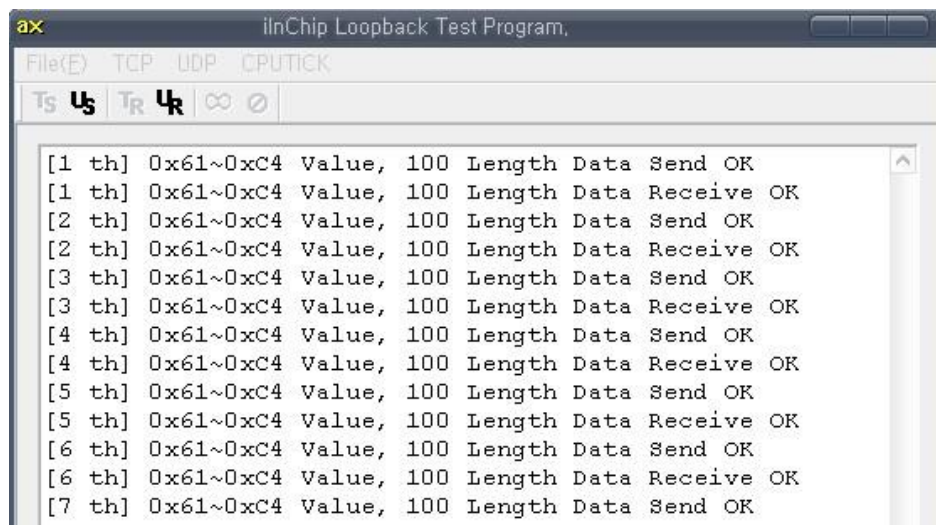 ax iInChip Loopback Test Program,
File(F) TCP UDP CPUTICK
Ts Us TR UR
[1 th] 0x61~0xC4 Value, 100 Length Data Send OK
[1 th] 0x61~0xC4 Value, 100 Length Data Receive OK
[2 th] 0x61~0xC4 Value, 100 Length Data Send OK
[2 th] 0x61~0xC4 Value, 100 Length Data Receive OK
[3 th] 0x61~0xC4 Value, 100 Length Data Send OK
[3 th] 0x61~0xC4 Value, 100 Length Data Receive OK
[4 th] 0x61~0xC4 Value, 100 Length Data Send OK
[4 th] 0x61~0xC4 Value, 100 Length Data Receive OK
[5 th] 0x61~0xC4 Value, 100 Length Data Send OK
[5 th] 0x61~0xC4 Value, 100 Length Data Receive OK
[6 th] 0x61~0xC4 Value, 100 Length Data Send OK
[6 th] 0x61~0xC4 Value, 100 Length Data Receive OK
[7 th] 0x61~0xC4 Value, 100 Length Data Send OK